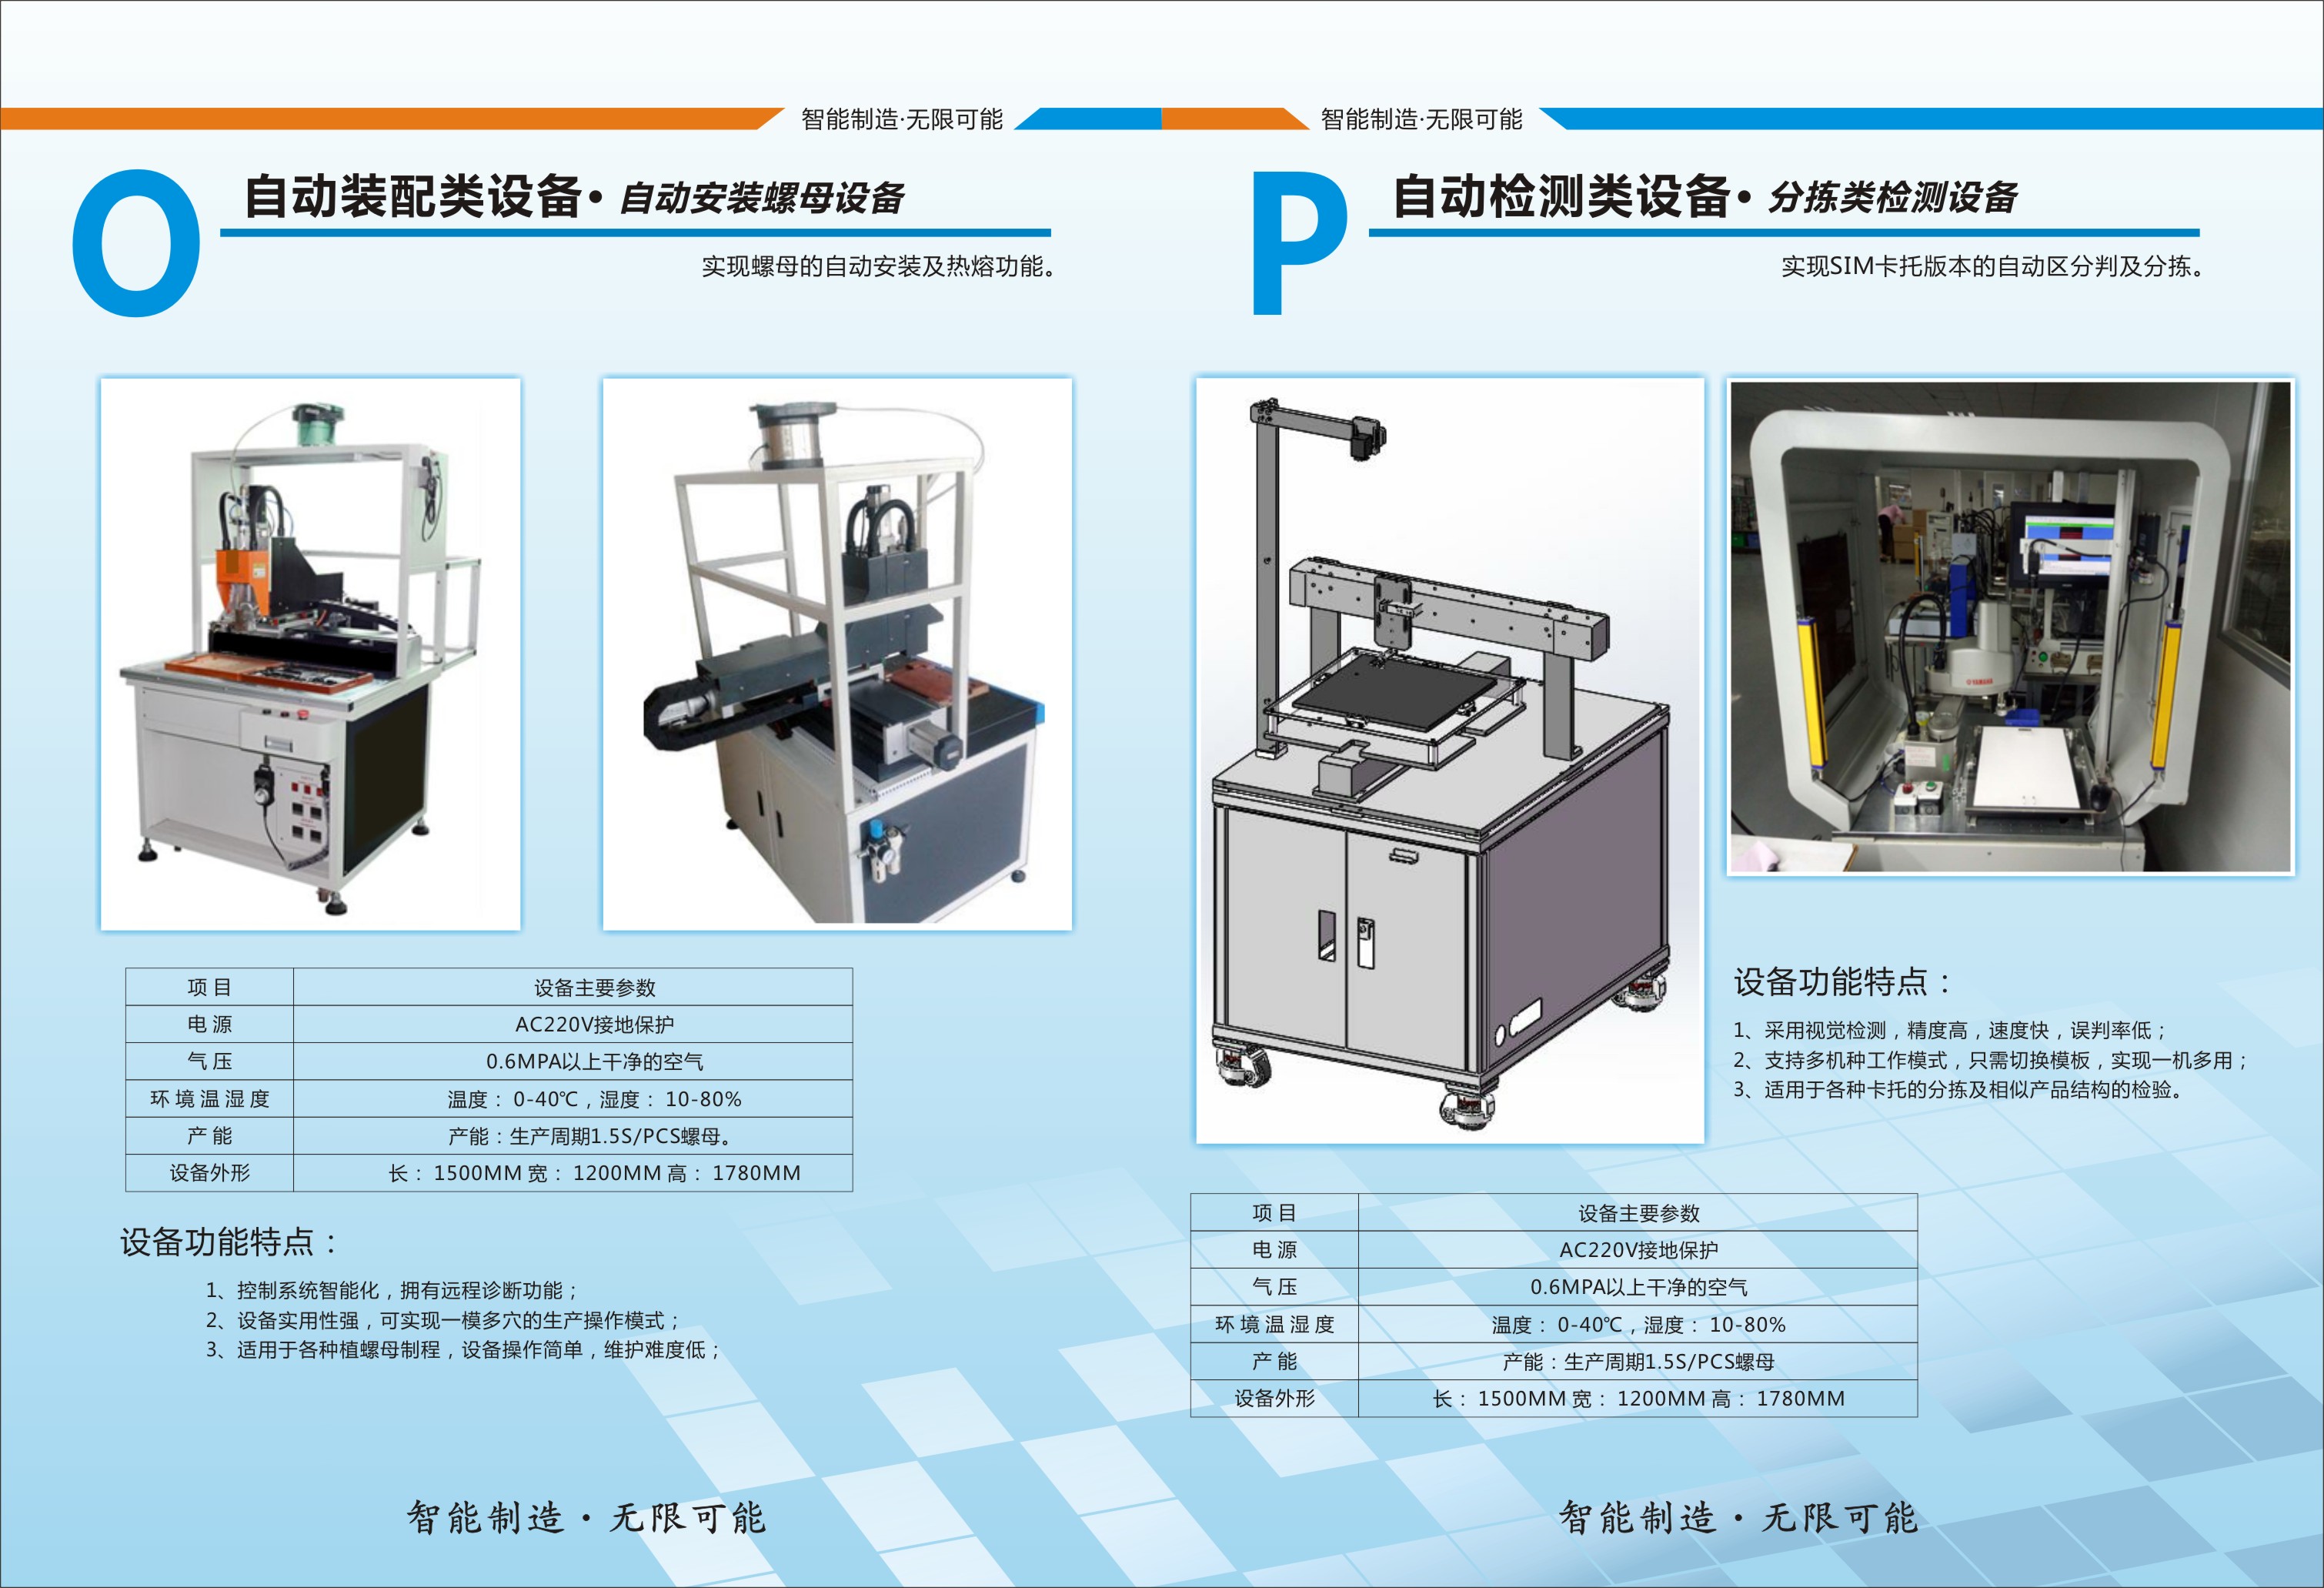 智能制造·无限可能
智能制造·无限可能
O
自动装配类设备• 自动安装螺母设备
实现螺母的自动安装及热熔功能。
项目 设备主要参数
电源 AC220V接地保护
气压 0.6MPA以上干净的空气
环境温湿度 温度：0-40℃，湿度：10-80%
产能 产能：生产周期1.5S/PCS螺母。
设备外形 长：1500MM 宽：1200MM 高：1780MM
设备功能特点：
1、控制系统智能化，拥有远程诊断功能；
2、设备实用性强，可实现一模多穴的生产操作模式；
3、适用于各种植螺母制程，设备操作简单，维护难度低；
智能制造·无限可能
P
自动检测类设备• 分拣类检测设备
实现SIM卡托版本的自动区分判及分拣。
YAMAHA
设备功能特点：
1、采用视觉检测，精度高，速度快，误判率低；
2、支持多机种工作模式，只需切换模板，实现一机多用；
3、适用于各种卡托的分拣及相似产品结构的检验。
项目 设备主要参数
电源 AC220V接地保护
气压 0.6MPA以上干净的空气
环境温湿度 温度：0-40℃，湿度：10-80%
产能 产能：生产周期1.5S/PCS螺母
设备外形 长：1500MM 宽：1200MM 高：1780MM
智能制造·无限可能